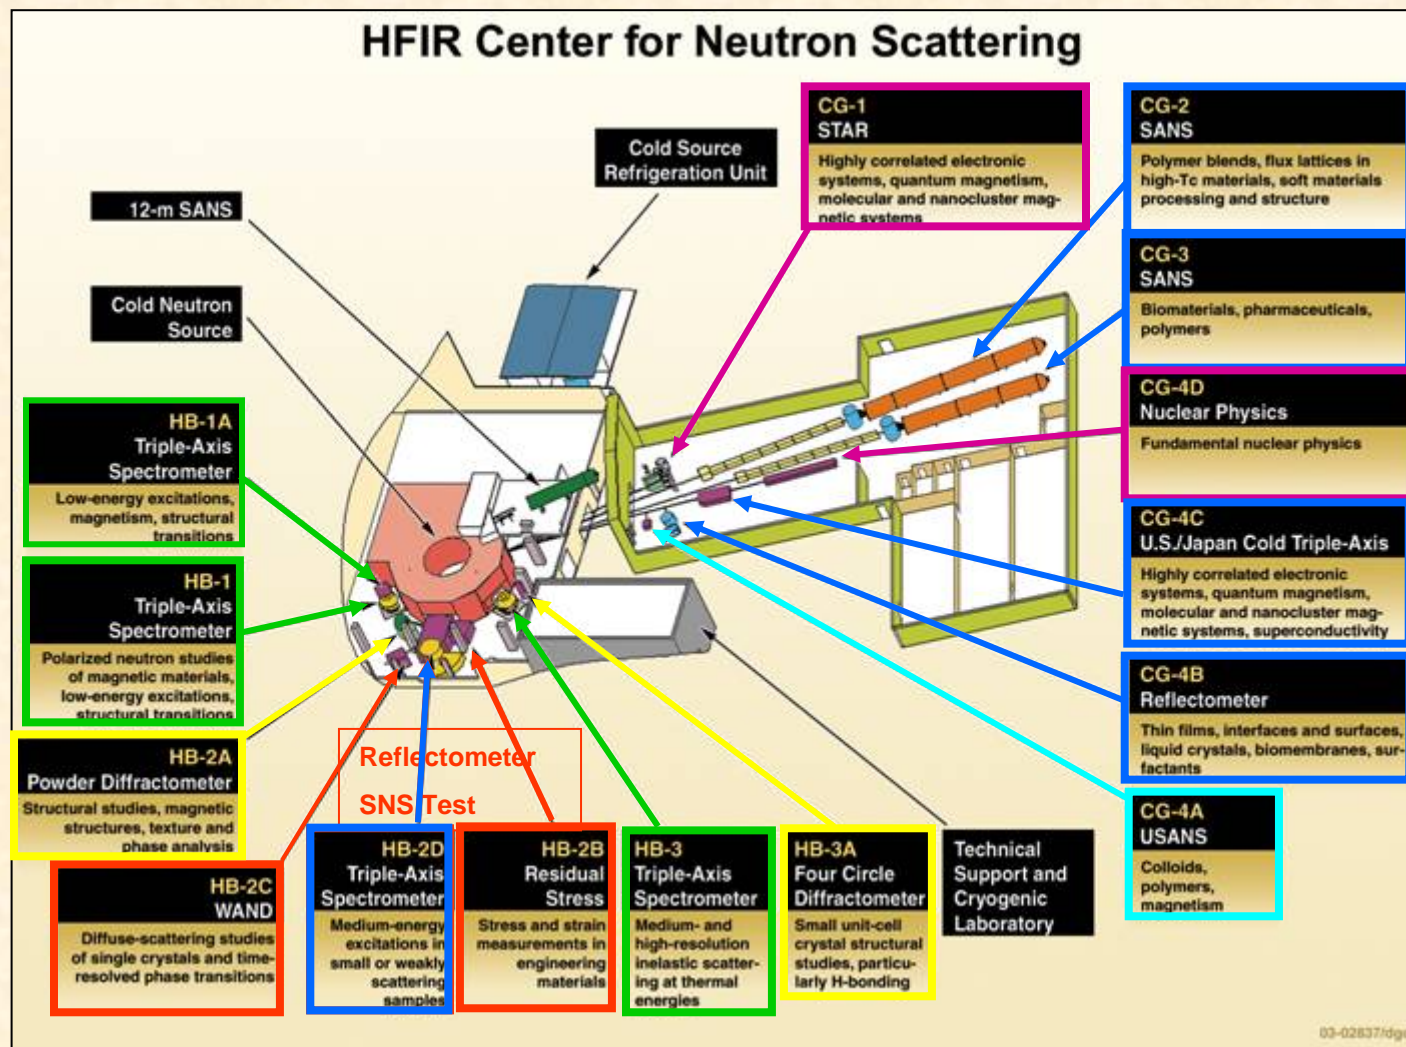 HFIR Center for Neutron Scattering
CG-1
STAR
Highly correlated electronic
systems, quantum magnetism,
molecular and nanocluster mag-
netic systems
CG-2
SANS
Polymer blends, flux lattices in
high-Tc materials, soft materials
processing and structure
Cold Source
Refrigeration Unit
12-m SANS
CG-3
SANS
Biomaterials, pharmaceuticals,
polymers
Cold Neutron
Source
CG-4D
Nuclear Physics
Fundamental nuclear physics
HB-1A
Triple-Axis
Spectrometer
Low-energy excitations,
magnetism, structural
transitions
CG-4C
U.S./Japan Cold Triple-Axis
Highly correlated electronic
systems, quantum magnetism,
molecular and nanocluster mag-
netic systems, superconductivity
HB-1
Triple-Axis
Spectrometer
Polarized neutron studies
of magnetic materials,
low-energy excitations,
structural transitions
CG-4B
Reflectometer
Thin films, interfaces and surfaces,
liquid crystals, biomembranes, sur-
factants
HB-2A
Powder Diffractometer
Structural studies, magnetic
structures, texture and
phase analysis
Reflectometer
SNS Test
CG-4A
USANS
Colloids,
polymers,
magnetism
HB-2C
WAND
Diffuse-scattering studies
of single crystals and time-
resolved phase transitions
HB-2D
Triple-Axis
Spectrometer
Medium-energy
excitations in
small or weakly
scattering
samples
HB-2B
Residual
Stress
Stress and strain
measurements in
engineering
materials
HB-3
Triple-Axis
Spectrometer
Medium- and
high-resolution
inelastic scatter-
ing at thermal
energies
HB-3A
Four Circle
Diffractometer
Small unit-cell
crystal structural
studies, particu-
larly H-bonding
Technical
Support and
Cryogenic
Laboratory
03-02837/dgc